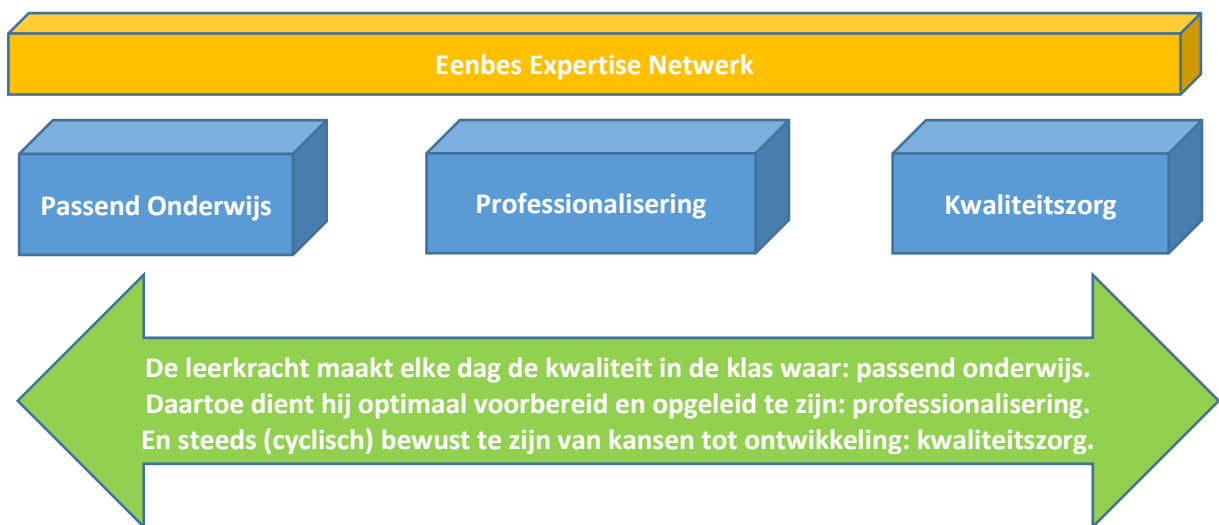 Eenbes Expertise Netwerk
Passend Onderwijs
Professionalisering
Kwaliteitszorg
De leerkracht maakt elke dag de kwaliteit in de klas waar: passend onderwijs.
Daartoe dient hij optimaal voorbereid en opgeleid te zijn: professionalisering.
En steeds (cyclisch) bewust te zijn van kansen tot ontwikkeling: kwaliteitszorg.